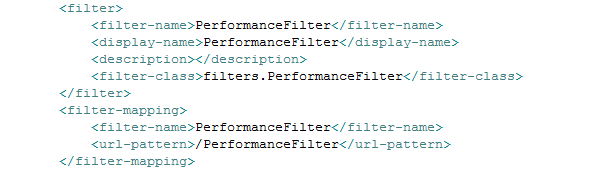 <filter>
<filter-name>PerformanceFilter</filter-name>
<display-name>PerformanceFilter</display-name>
<description></description>
<filter-class>filters.PerformanceFilter</filter-class>
</filter>
<filter-mapping>
<filter-name>PerformanceFilter</filter-name>
<url-pattern>/PerformanceFilter</url-pattern>
</filter-mapping>